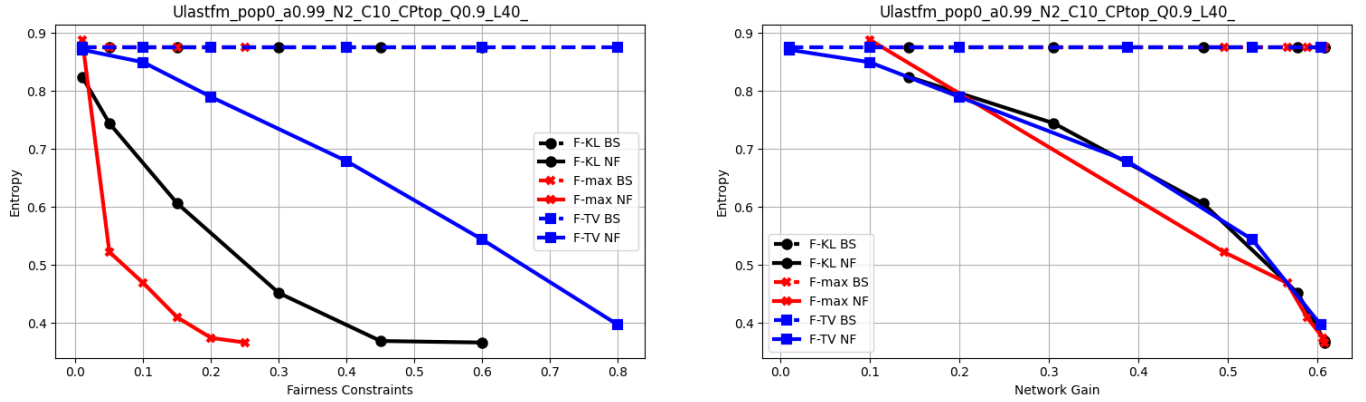 Ulastfm_pop0_a0.99_N2_C10_CPtop_Q0.9_L40_
0.9
0.8
0.7
0.6
0.5
0.4
Entropy
F-KL BS
F-KL NF
F-max BS
F-max NF
F-TV BS
F-TV NF
0.0 0.1 0.2 0.3 0.4 0.5 0.6 0.7 0.8
Fairness Constraints
Ulastfm_pop0_a0.99_N2_C10_CPtop_Q0.9_L40_
0.9
0.8
0.7
0.6
0.5
0.4
Entropy
F-KL BS
F-KL NF
F-max BS
F-max NF
F-TV BS
F-TV NF
0.0 0.1 0.2 0.3 0.4 0.5 0.6
Network Gain